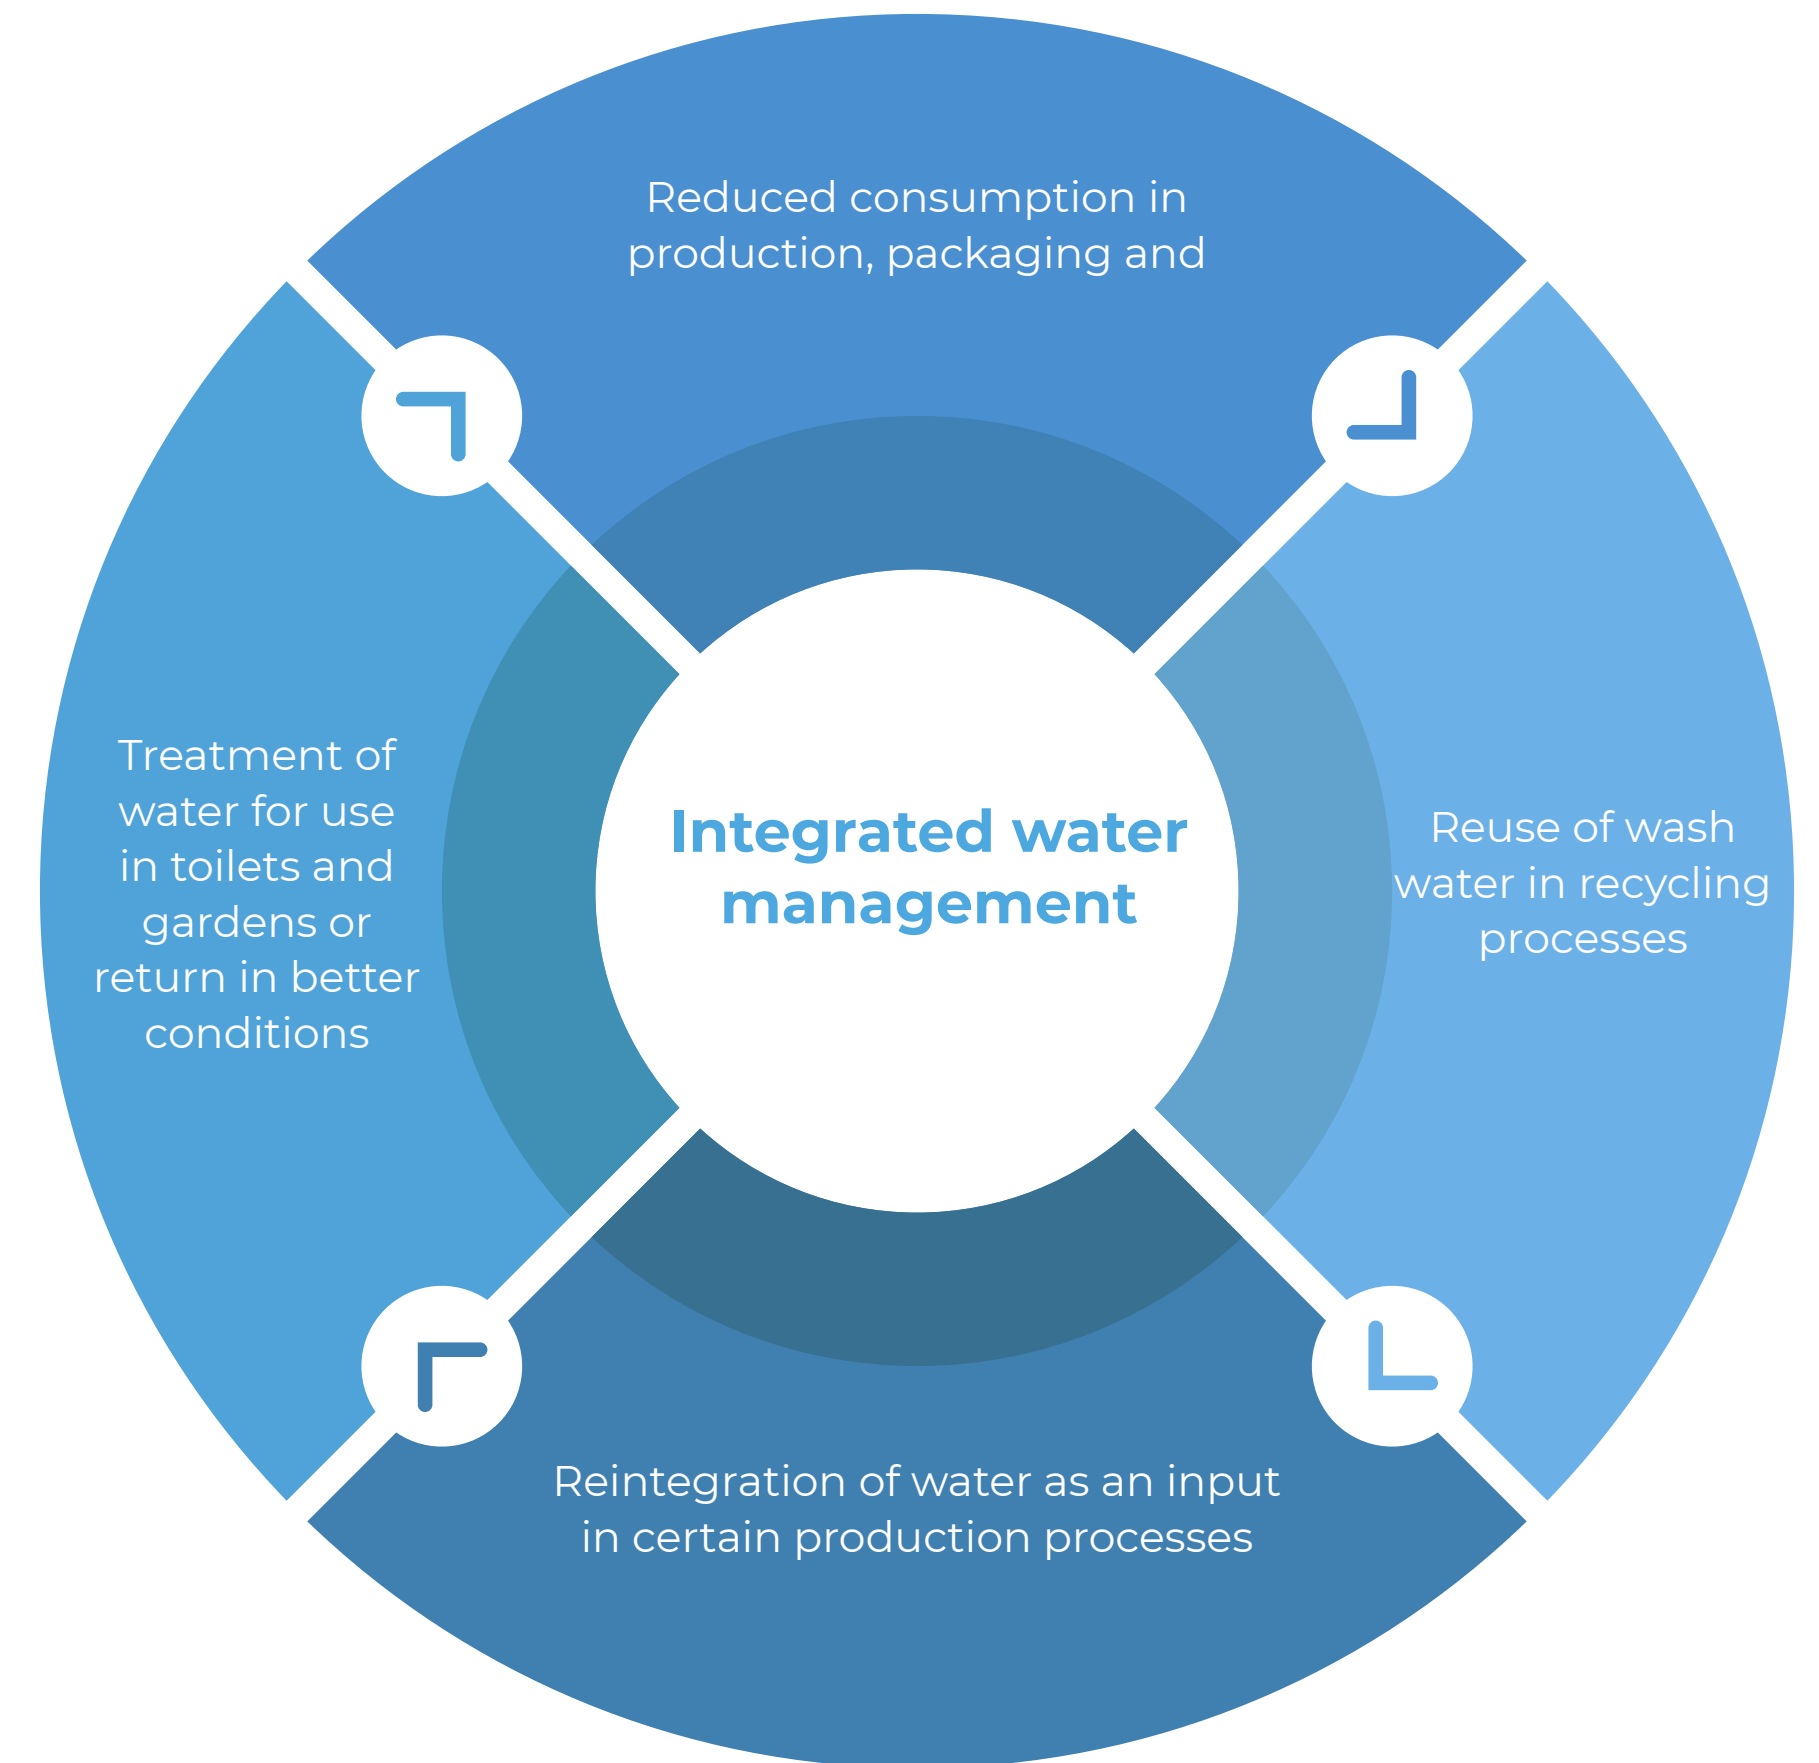 Reduced consumption in
production, packaging and
Integrated water
management
Reuse of wash
water in recycling
processes
Reintegration of water as an input
in certain production processes
Treatment of
water for use
in toilets and
gardens or
return in better
conditions